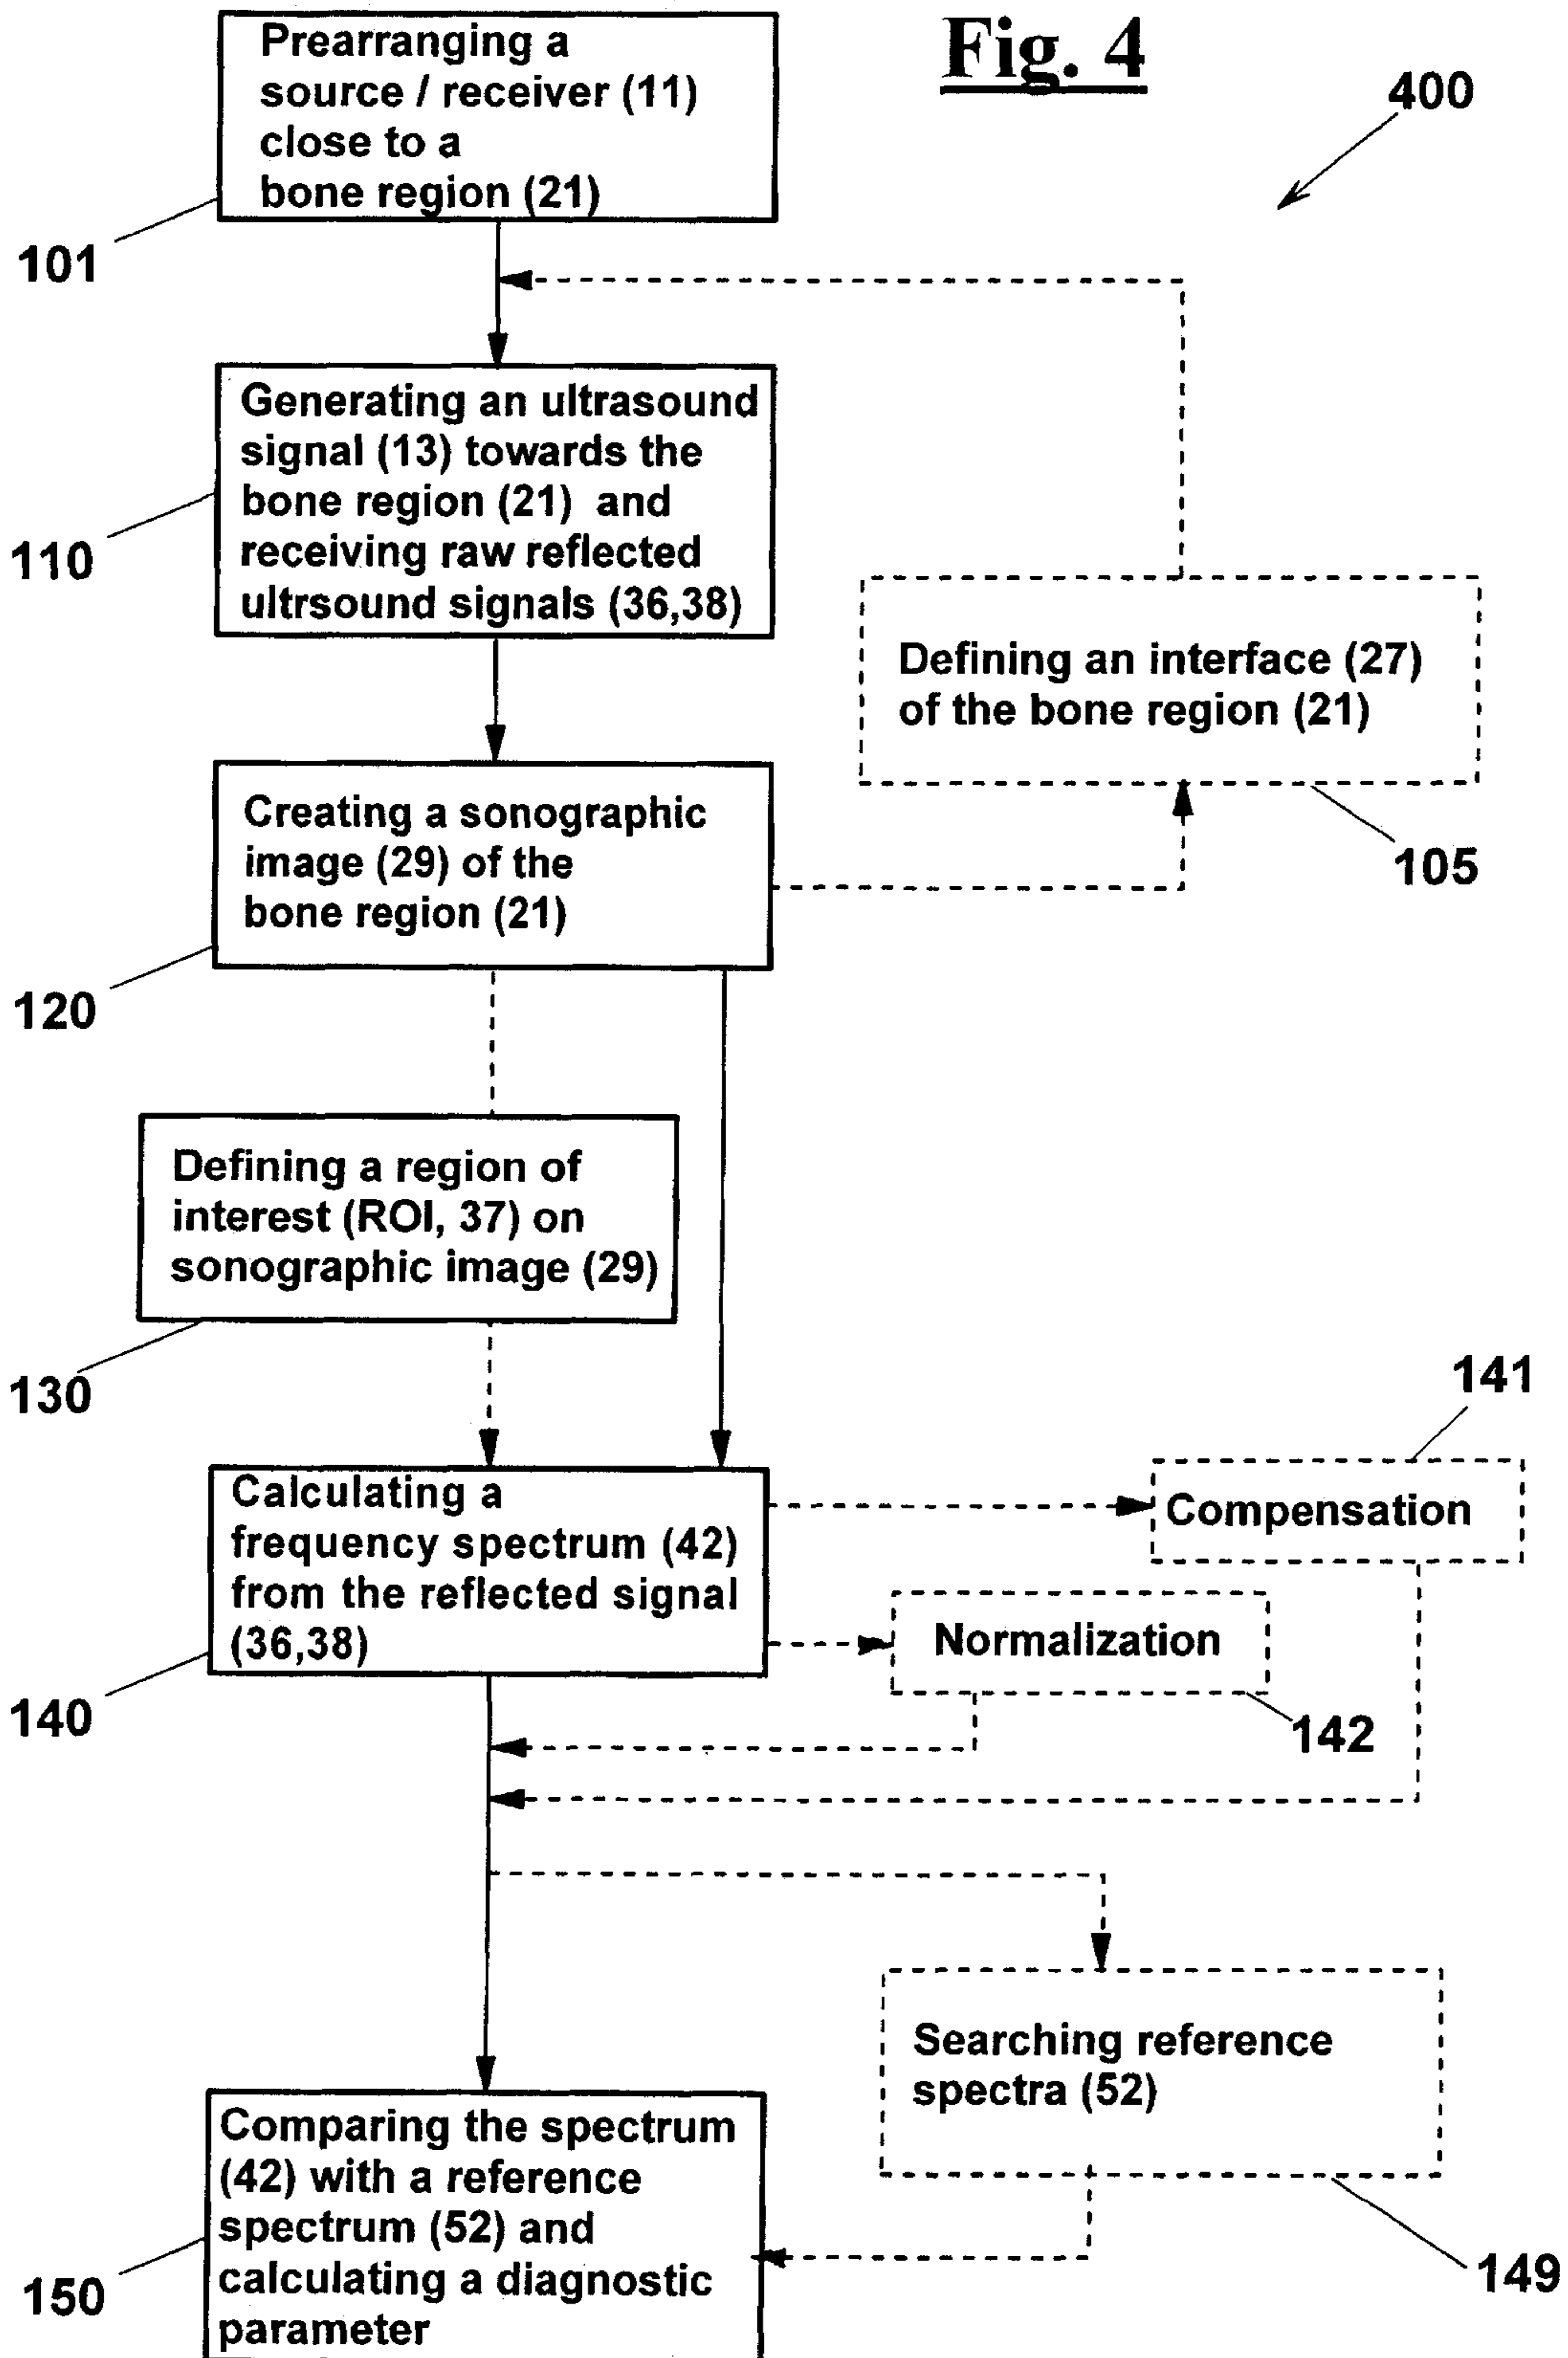 Fig. 4
400
Prearranging a
source / receiver (11)
close to a
bone region (21)
101
Generating an ultrasound
signal (13) towards the
bone region (21) and
receiving raw reflected
ultrsound signals (36,38)
110
Defining an interface (27)
of the bone region (21)
105
Creating a sonographic
image (29) of the
bone region (21)
120
Defining a region of
interest (ROI, 37) on
sonographic image (29)
130
141
Compensation
Calculating a
frequency spectrum (42)
from the reflected signal
(36,38)
140
Normalization
142
Searching reference
spectra (52)
149
Comparing the spectrum
(42) with a reference
spectrum (52) and
calculating a diagnostic
parameter
150